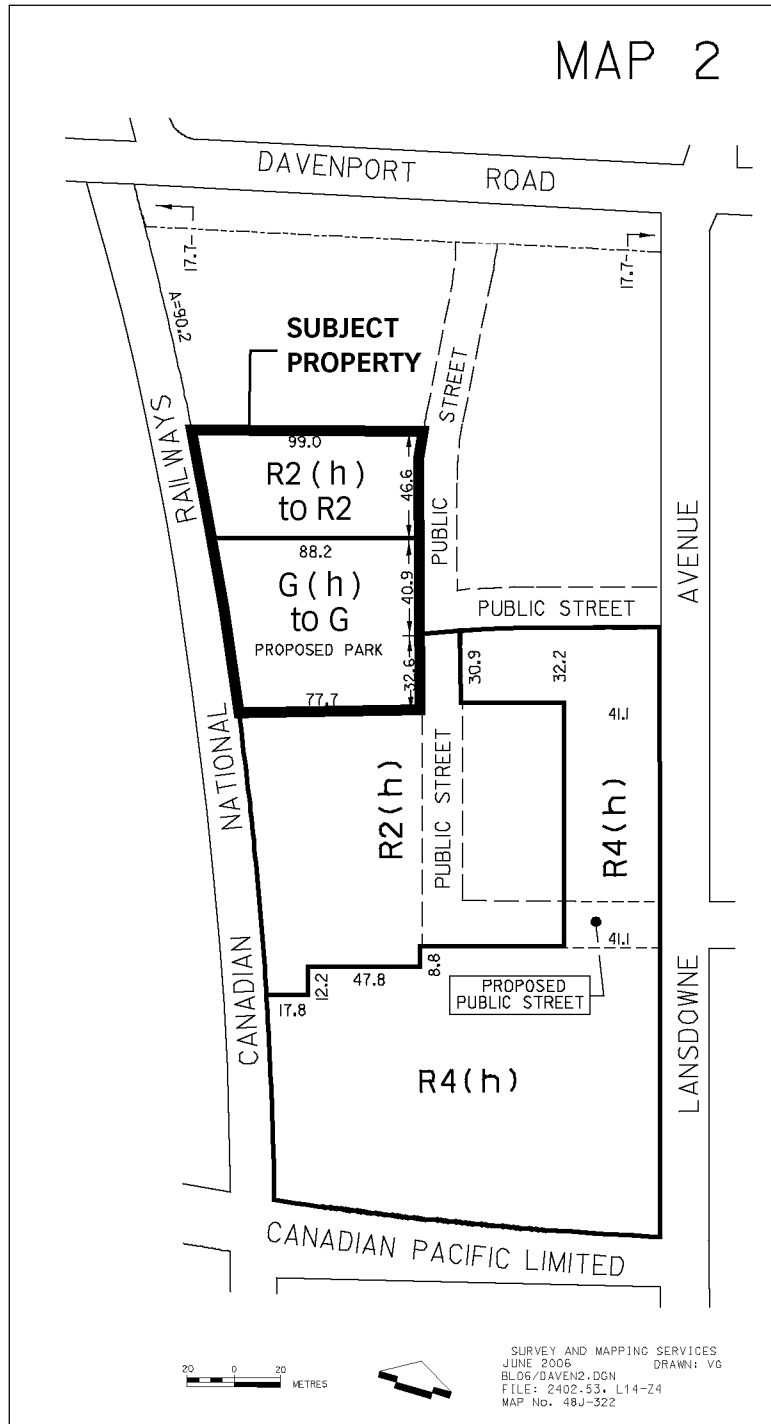 MAP 2
DAVENPORT ROAD
17.7
17.7
A=90.2
SUBJECT
PROPERTY
STREET
RAILWAYS
99.0
R2(h)
to R2
46.6
PUBLIC
AVENUE
88.2
G(h)
to G
40.9
PROPOSED PARK
PUBLIC STREET
32.6
77.7
30.9
32.2
41.1
NATIONAL
R2(h)
PUBLIC STREET
R4(h)
41.1
8.8
47.8
12.2
17.8
PROPOSED
PUBLIC STREET
CANADIAN
R4(h)
LANSDOWNE
CANADIAN PACIFIC LIMITED
20 0 20
METRES
SURVEY AND MAPPING SERVICES
JUNE 2006 DRAWN: VG
BL06/DAVEN2.DGN
FILE: 2402.53. L14-Z4
MAP No. 48J-322